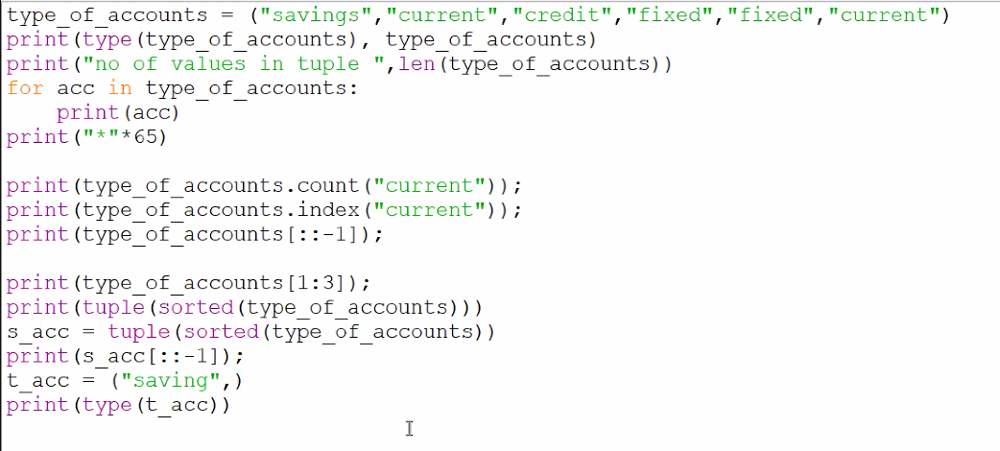 type_of_accounts = ("savings","current","credit","fixed","fixed","current")
print(type(type_of_accounts), type_of_accounts)
print("no of values in tuple ",len(type_of_accounts))
for acc in type_of_accounts:
    print(acc)
print("*"*65)

print(type_of_accounts.count("current"));
print(type_of_accounts.index("current"));
print(type_of_accounts[::-1]);

print(type_of_accounts[1:3]);
print(tuple(sorted(type_of_accounts)))
s_acc = tuple(sorted(type_of_accounts))
print(s_acc[::-1]);
t_acc = ("saving",)
print(type(t_acc))